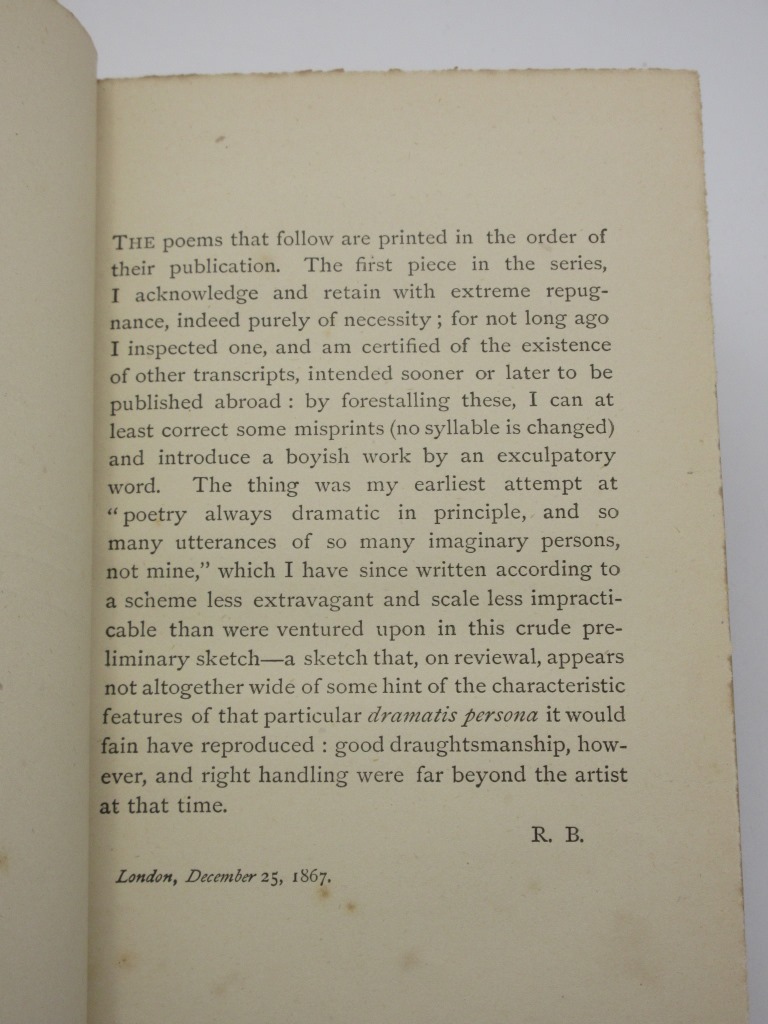 THE poems that follow are printed in the order of
their publication. The first piece in the series,
I acknowledge and retain with extreme repug-
nance, indeed purely of necessity; for not long ago
I inspected one, and am certified of the existence
of other transcripts, intended sooner or later to be
published abroad: by forestalling these, I can at
least correct some misprints (no syllable is changed)
and introduce a boyish work by an exculpatory
word. The thing was my earliest attempt at
“poetry always dramatic in principle, and so
many utterances of so many imaginary persons,
not mine,” which I have since written according to
a scheme less extravagant and scale less impracti-
cable than were ventured upon in this crude pre-
liminary sketch—a sketch that, on reviewal, appears
not altogether wide of some hint of the characteristic
features of that particular dramatis persona it would
fain have reproduced: good draughtsmanship, how-
ever, and right handling were far beyond the artist
at that time.
R. B.
London, December 25, 1867.